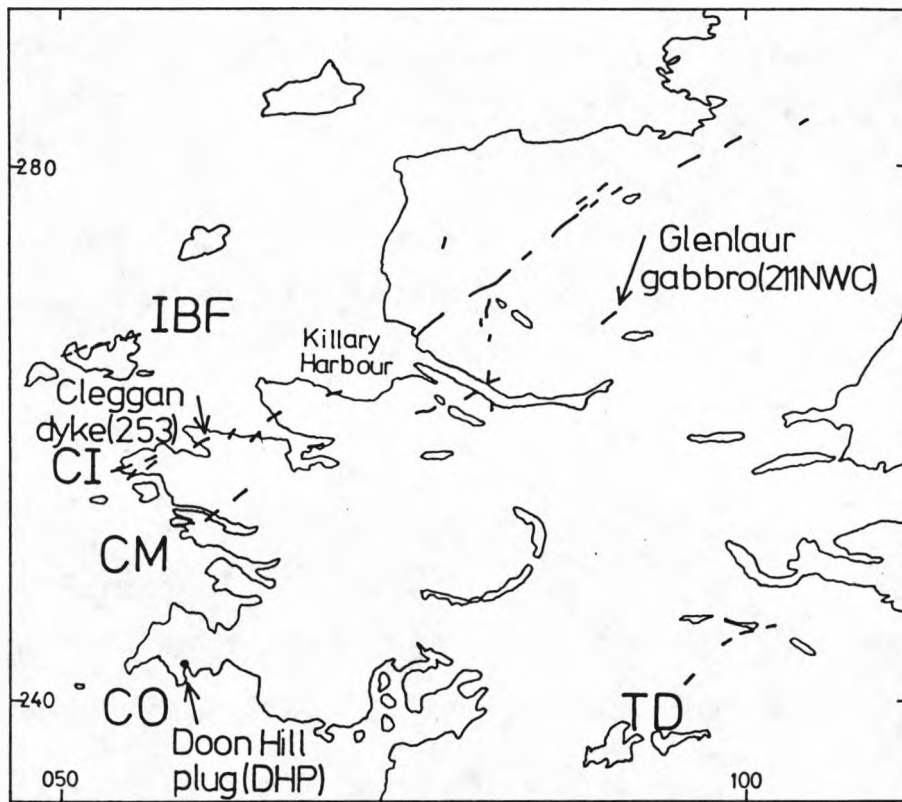 280
Glenlaur
gabbro(211NWC)
IBF
Killary
Harbour
Cleggan
dyke(253)
CI
CM
CO
TD
240
Doon Hill
plug(DHP)
050
100